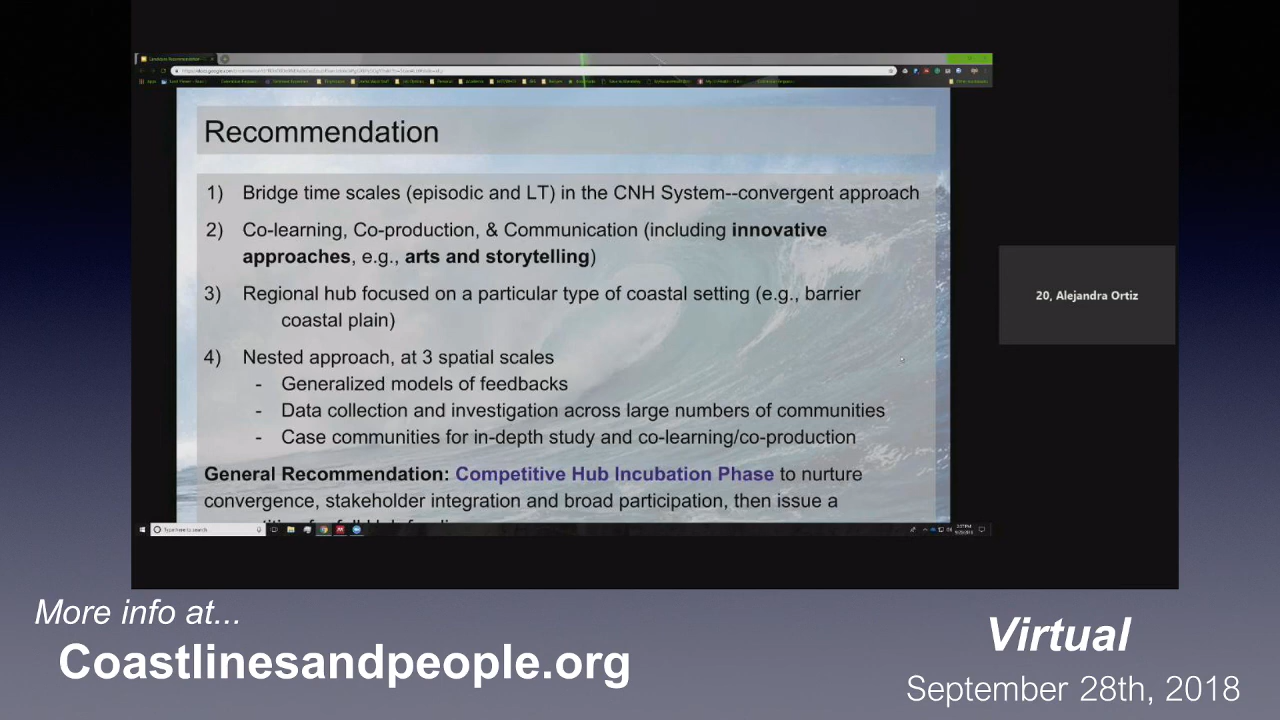 Recommendation
1) Bridge time scales (episodic and LT) in the CNH System--convergent approach
2) Co-learning, Co-production, & Communication (including innovative
approaches, e.g., arts and storytelling)
3) Regional hub focused on a particular type of coastal setting (e.g., barrier
coastal plain)
4) Nested approach, at 3 spatial scales
- Generalized models of feedbacks
- Data collection and investigation across large numbers of communities
- Case communities for in-depth study and co-learning/co-production
General Recommendation: Competitive Hub Incubation Phase to nurture
convergence, stakeholder integration and broad participation, then issue a
Type here to search
20, Alejandra Ortiz
More info at...
Coastlinesandpeople.org
Virtual
September 28th, 2018